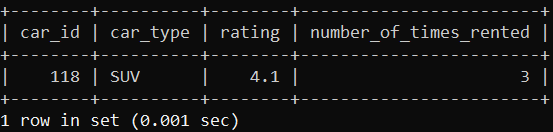 +--------+----------+--------+------------------------+
| car_id | car_type | rating | number_of_times_rented |
+--------+----------+--------+------------------------+
|    118 | SUV      |    4.1 |                      3 |
+--------+----------+--------+------------------------+
1 row in set (0.001 sec)